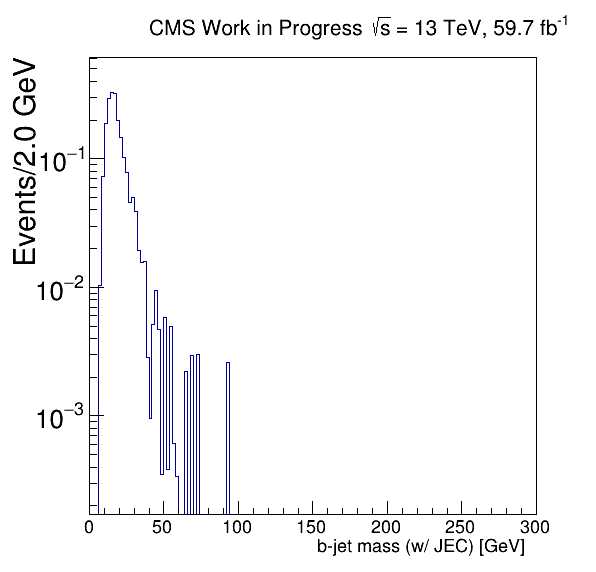 CMS Work in Progress √s = 13 TeV, 59.7 fb⁻¹
Events/2.0 GeV
10⁻¹
10⁻²
10⁻³
0 50 100 150 200 250 300
b-jet mass (w/ JEC) [GeV]